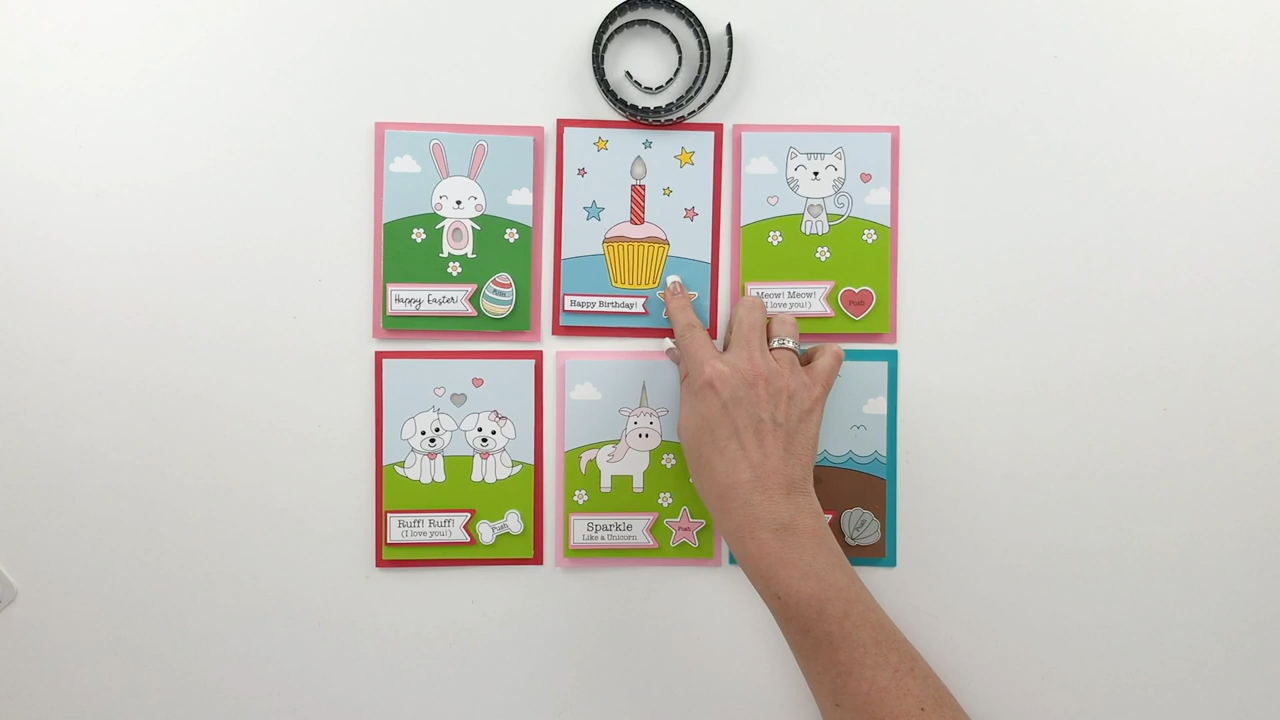 Happy Easter!
PUSH
Happy Birthday!
Meow! Meow!
(I love you!)
Push
Ruff! Ruff!
(I love you!)
Push
Sparkle
Like a Unicorn
Push
Push